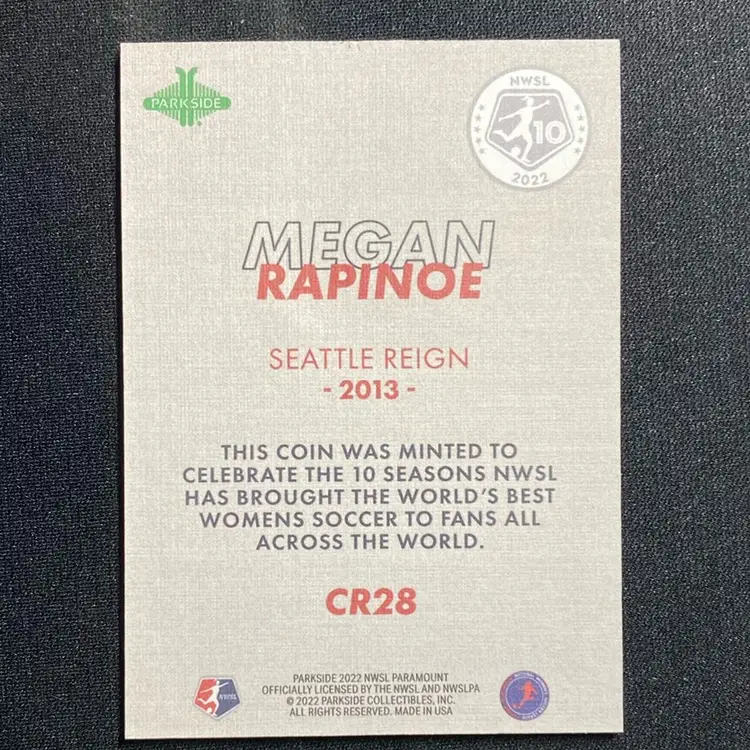 PARKSIDE
NWSL
10
2022
MEGAN
RAPINOE
SEATTLE REIGN
- 2013 -
THIS COIN WAS MINTED TO
CELEBRATE THE 10 SEASONS NWSL
HAS BROUGHT THE WORLD'S BEST
WOMENS SOCCER TO FANS ALL
ACROSS THE WORLD.
CR28
NWSL
PARKSIDE 2022 NWSL PARAMOUNT
OFFICIALLY LICENSED BY THE NWSL AND NWSLPA
© 2022 PARKSIDE COLLECTIBLES, INC.
ALL RIGHTS RESERVED. MADE IN USA